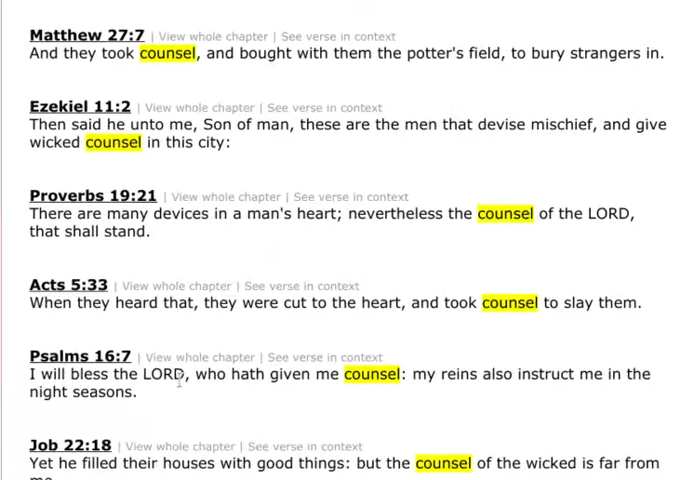 Matthew 27:7 | View whole chapter | See verse in context
And they took counsel, and bought with them the potter's field, to bury strangers in.
Ezekiel 11:2 | View whole chapter | See verse in context
Then said he unto me, Son of man, these are the men that devise mischief, and give
wicked counsel in this city:
Proverbs 19:21 | View whole chapter | See verse in context
There are many devices in a man's heart; nevertheless the counsel of the LORD,
that shall stand.
Acts 5:33 | View whole chapter | See verse in context
When they heard that, they were cut to the heart, and took counsel to slay them.
Psalms 16:7 | View whole chapter | See verse in context
I will bless the LORD, who hath given me counsel: my reins also instruct me in the
night seasons.
Job 22:18 | View whole chapter | See verse in context
Yet he filled their houses with good things: but the counsel of the wicked is far from